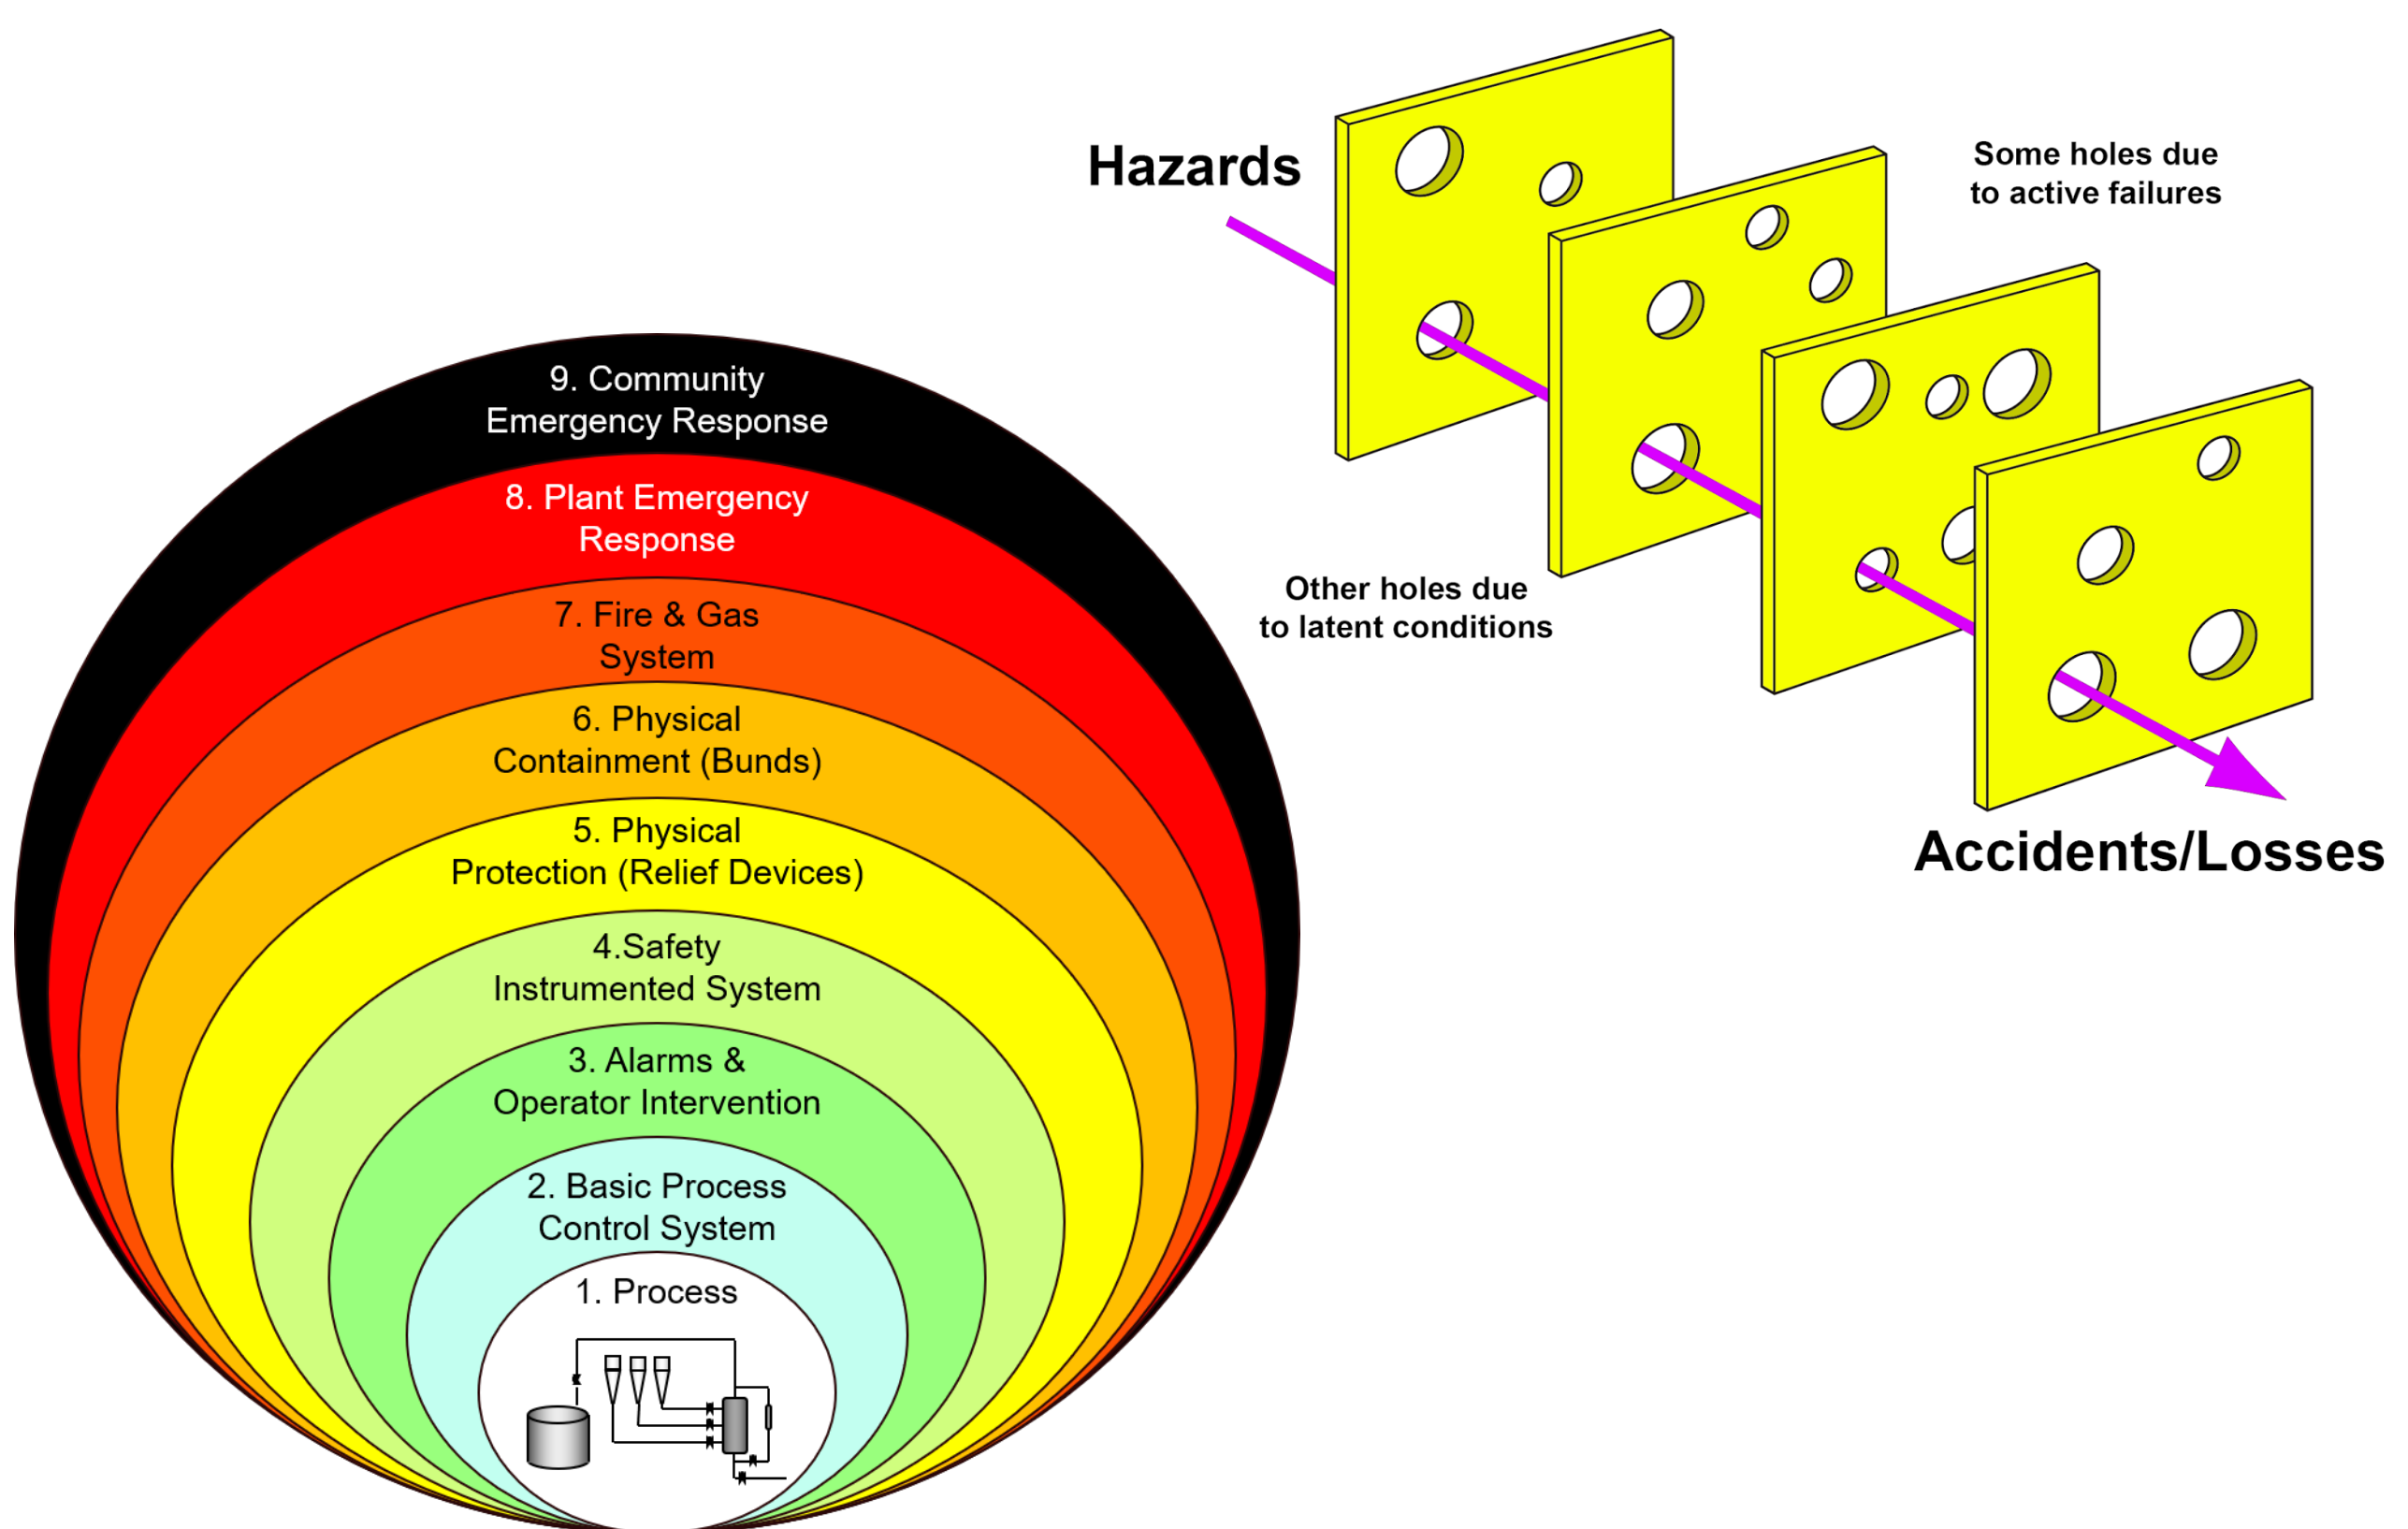 Hazards
Some holes due
to active failures
Other holes due
to latent conditions
Accidents/Losses
9. Community
Emergency Response
8. Plant Emergency
Response
7. Fire & Gas
System
6. Physical
Containment (Bunds)
5. Physical
Protection (Relief Devices)
4.Safety
Instrumented System
3. Alarms &
Operator Intervention
2. Basic Process
Control System
1. Process